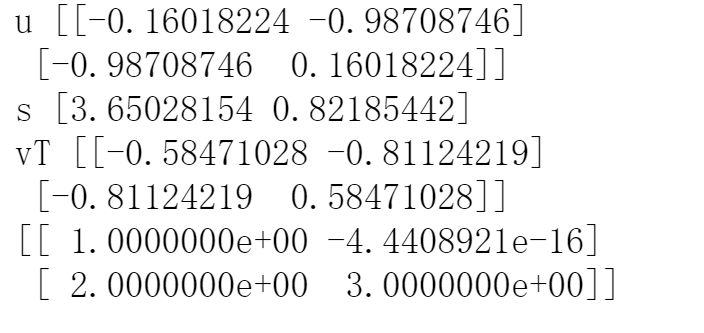 u [[-0.16018224 -0.98708746]
 [-0.98708746  0.16018224]]
s [3.65028154 0.82185442]
vT [[-0.58471028 -0.81124219]
 [-0.81124219  0.58471028]]
[[ 1.0000000e+00 -4.4408921e-16]
 [ 2.0000000e+00  3.0000000e+00]]